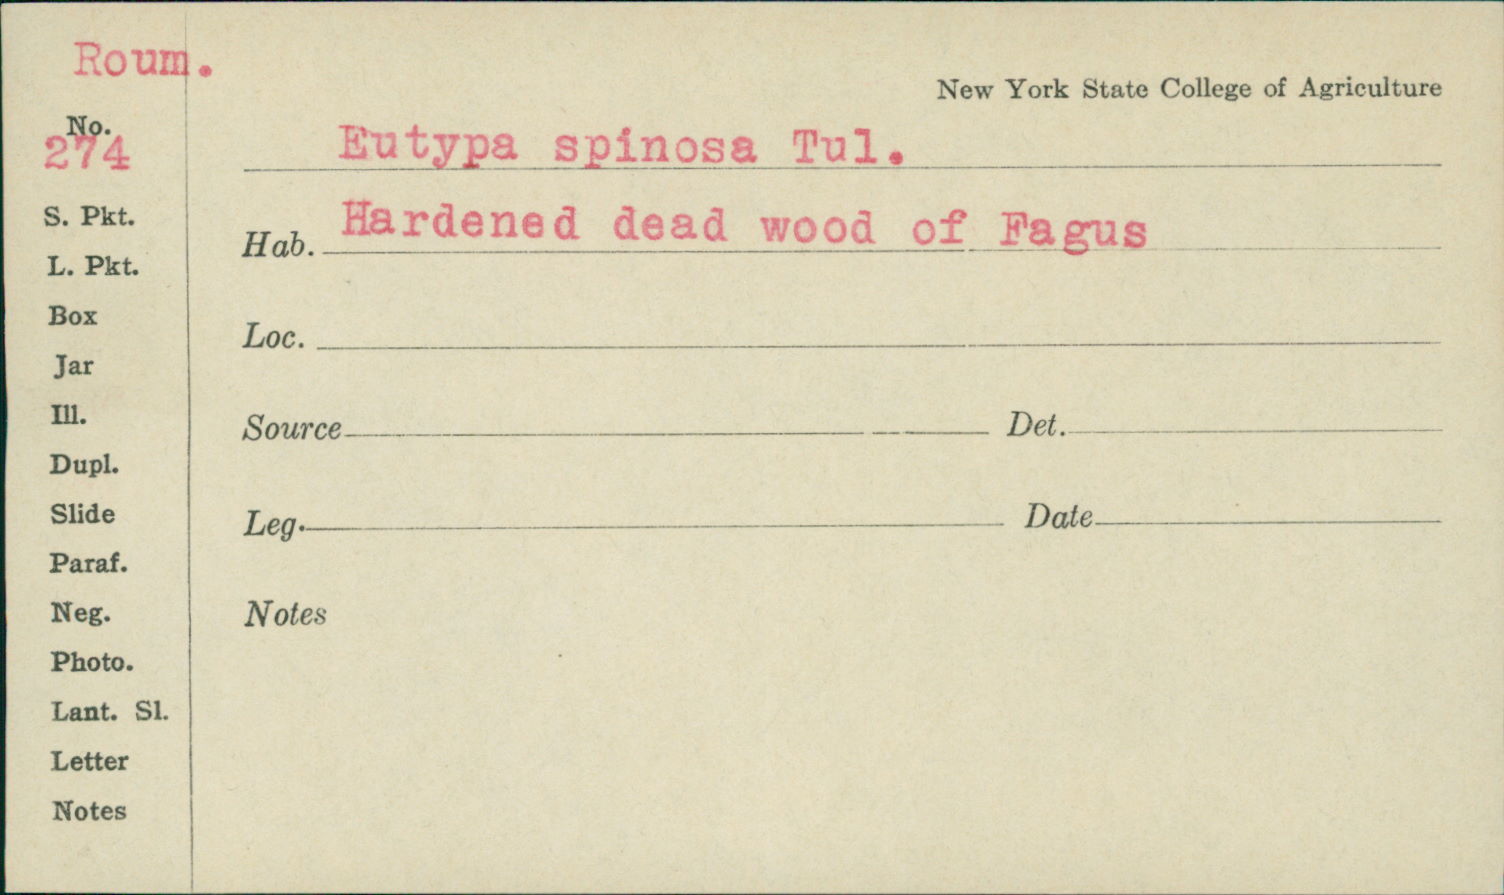 Roum.
New York State College of Agriculture
No.
274
Eutypa spinosa Tul.
S. Pkt.
Hab. Hardened dead wood of Fagus
L. Pkt.
Box
Loc.
Jar
Ill.
Source Det.
Dupl.
Slide
Leg. Date
Paraf.
Neg.
Notes
Photo.
Lant. Sl.
Letter
Notes